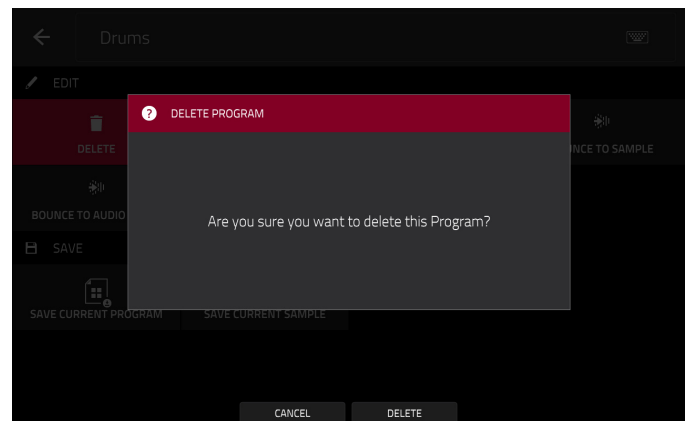 Drums
EDIT
DELETE PROGRAM
DELETE
NCE TO SAMPLE
BOUNCE TO AUDIO
Are you sure you want to delete this Program?
SAVE
SAVE CURRENT PROGRAM
SAVE CURRENT SAMPLE
CANCEL
DELETE